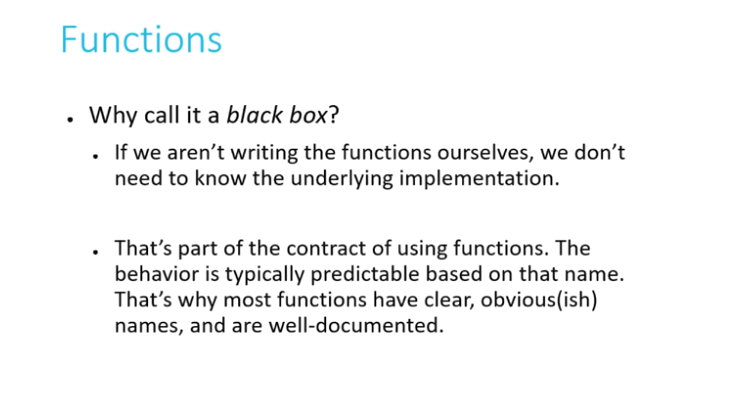 Functions
• Why call it a black box?
• If we aren’t writing the functions ourselves, we don’t
need to know the underlying implementation.
• That’s part of the contract of using functions. The
behavior is typically predictable based on that name.
That’s why most functions have clear, obvious(ish)
names, and are well-documented.